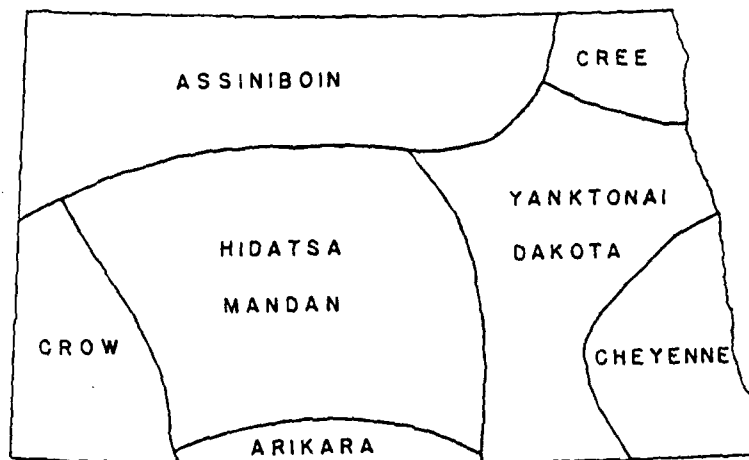 ASSINIBOIN
CREE
YANKTONAI
DAKOTA
HIDATSA
MANDAN
CROW
CHEYENNE
ARIKARA